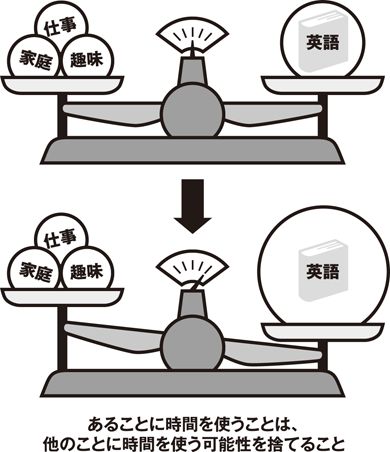 仕事
家庭
趣味
英語
仕事
家庭
趣味
英語
あることに時間を使うことは、
他のことに時間を使う可能性を捨てること